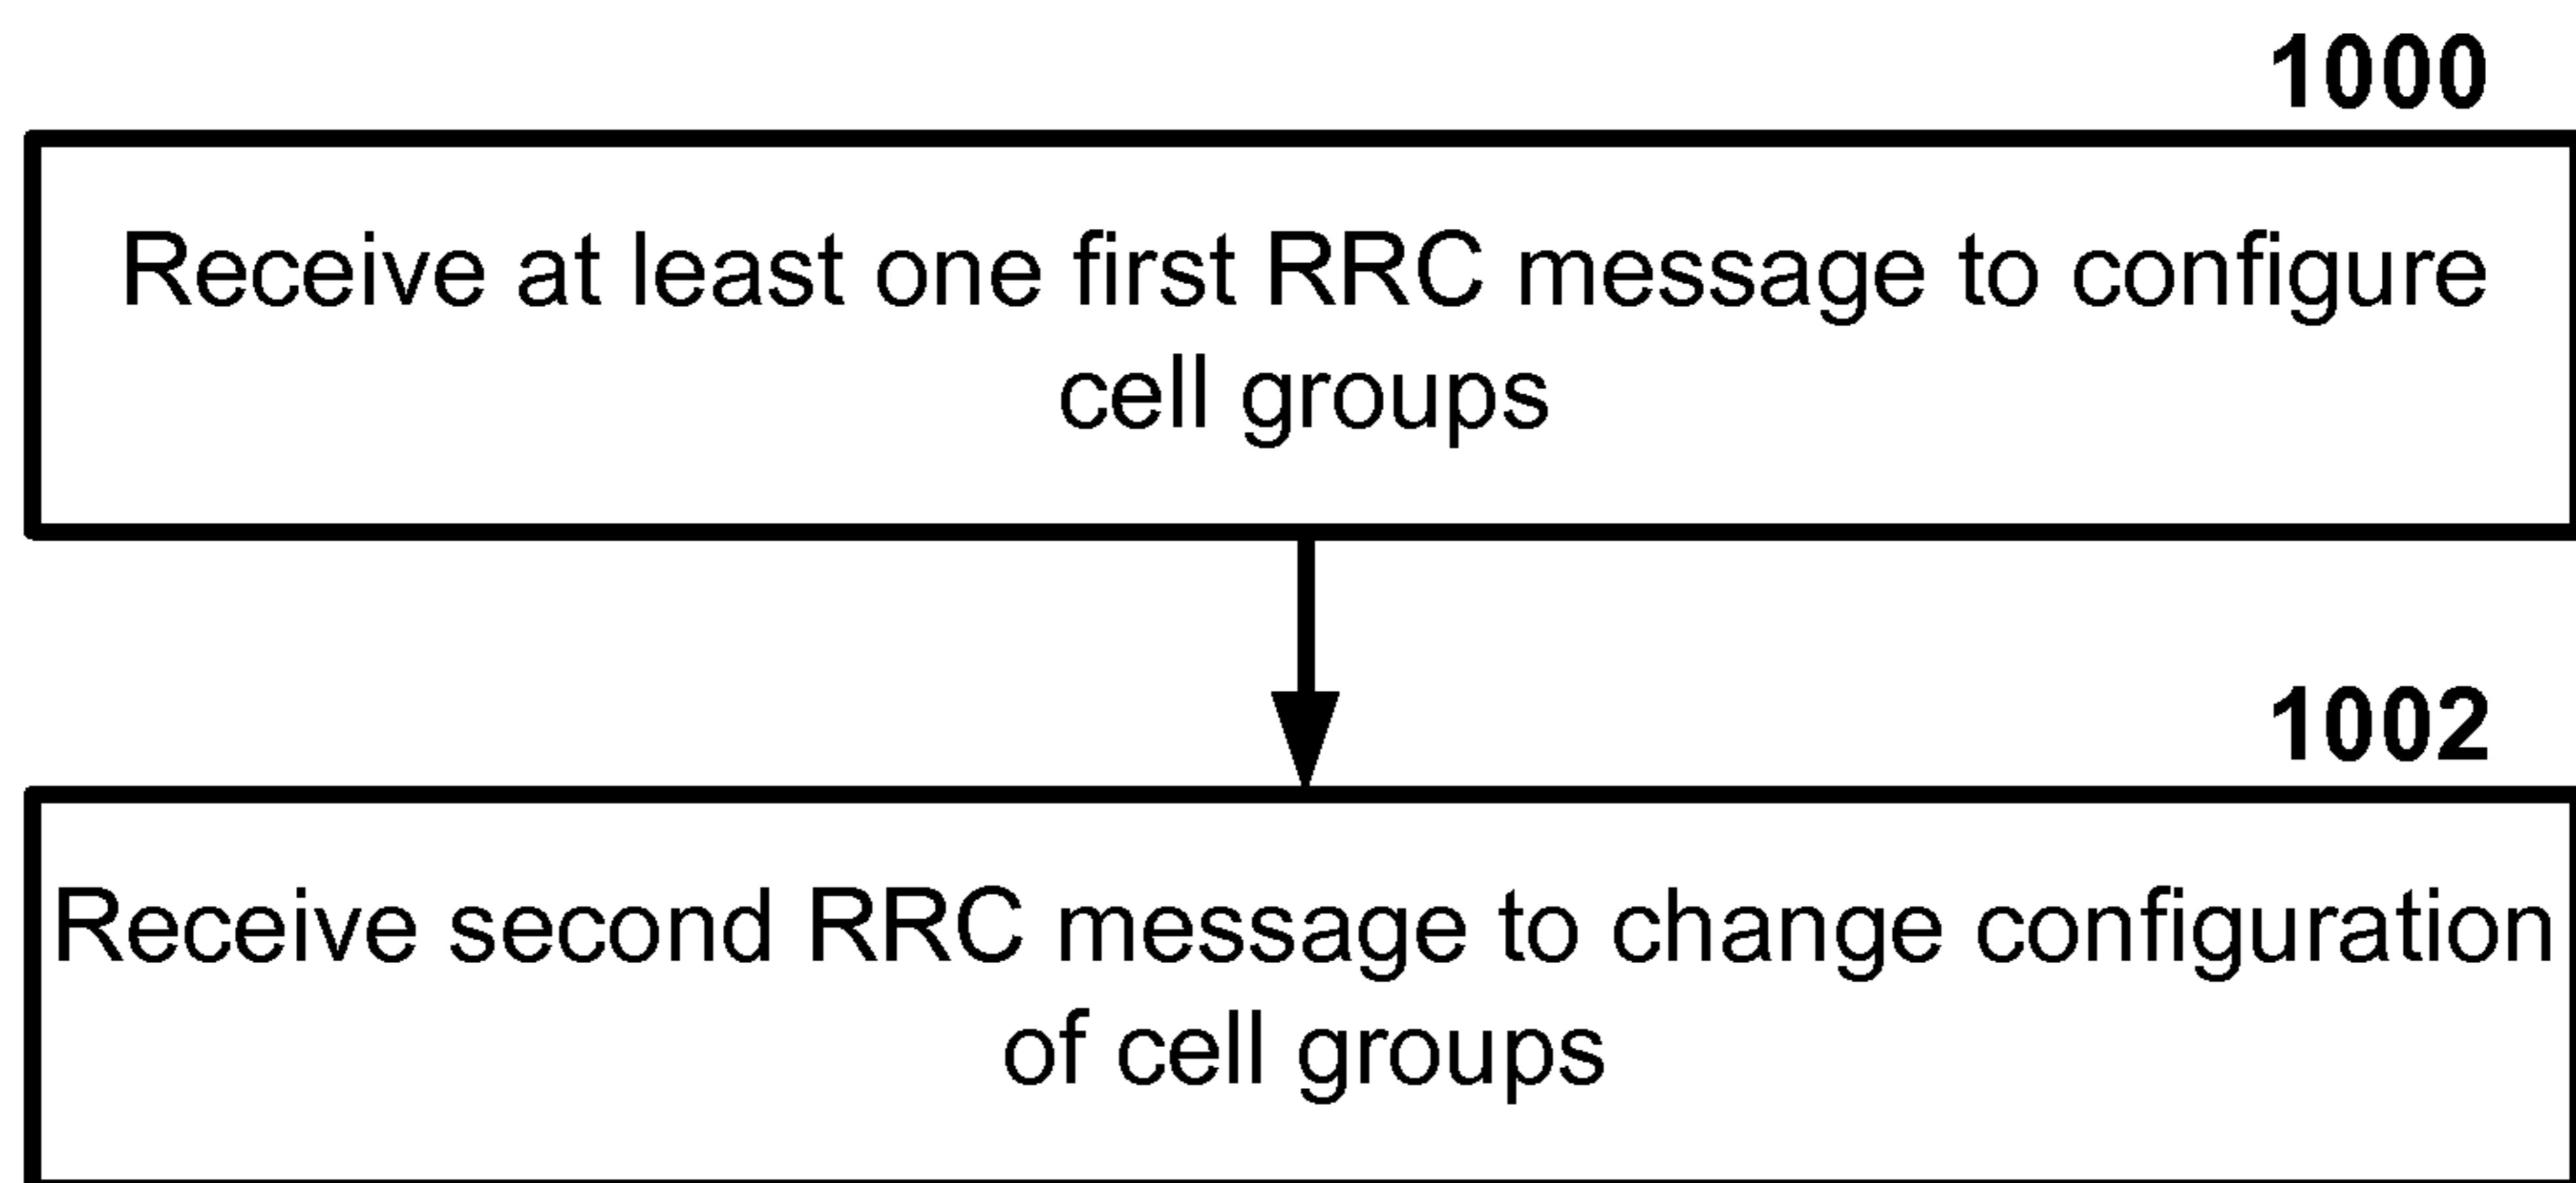 1000
Receive at least one first RRC message to configure
cell groups
1002
Receive second RRC message to change configuration
of cell groups